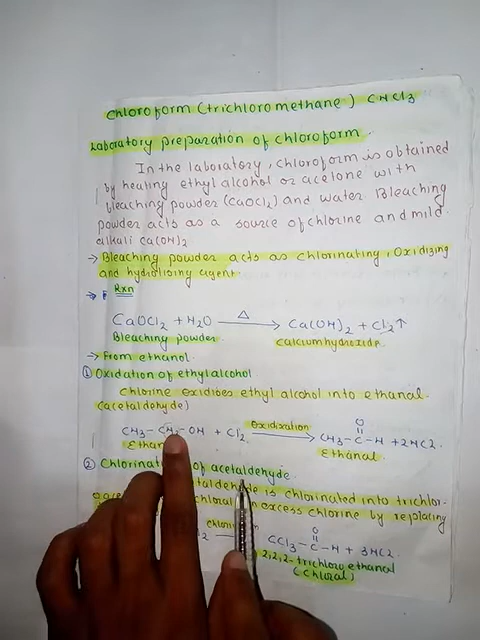 Chloroform (trichloromethane) CHCl3
Laboratory preparation of chloroform.
In the laboratory, chloroform is obtained
by heating ethyl alcohol or acetone with
bleaching powder (CaOCl2) and water. Bleaching
powder acts as a source of chlorine and mild
alkali Ca(OH)2
→ Bleaching powder acts as chlorinating, Oxidizing
and hydrolising agent.
→ Rxn
CaOCl2 + H2O —Δ→ Ca(OH)2 + Cl2↑
Bleaching powder calcium hydroxide
→ From ethanol
① Oxidation of ethyl alcohol
Chlorine oxidises ethyl alcohol into ethanal.
(acetaldehyde)
CH3-CH2-OH + Cl2 —Oxidization→ CH3-C-H + 2HCl.
O
Ethan Ethanal
② Chlorinat of acetaldehyde.
taldehyde is chlorinated into trichlor-
chloral in excess chlorine by replacing
CCl3-C-H + 3HCl.
O
2,2,2-trichloroethanal
(Chloral)